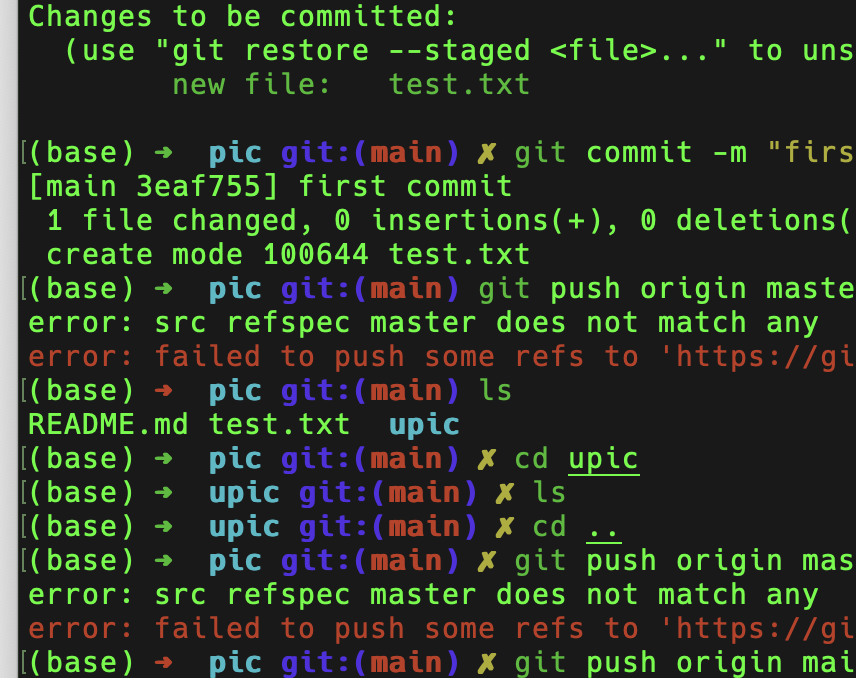 Changes to be committed:
(use "git restore --staged <file>..." to uns
new file: test.txt
(base) ➜ pic git:(main) ✗ git commit -m "firs
[main 3eaf755] first commit
1 file changed, 0 insertions(+), 0 deletions(
create mode 100644 test.txt
(base) ➜ pic git:(main) git push origin maste
error: src refspec master does not match any
error: failed to push some refs to 'https://gi
(base) ➜ pic git:(main) ls
README.md test.txt upic
(base) ➜ pic git:(main) ✗ cd upic
(base) ➜ upic git:(main) ✗ ls
(base) ➜ upic git:(main) ✗ cd ..
(base) ➜ pic git:(main) ✗ git push origin mas
error: src refspec master does not match any
error: failed to push some refs to 'https://gi
(base) ➜ pic git:(main) ✗ git push origin mai